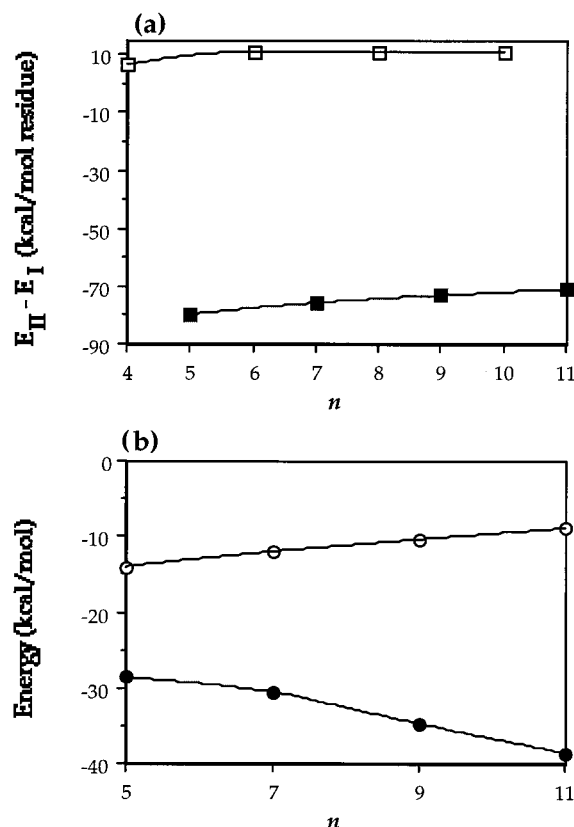 (a)
E_II - E_I (kcal/mol residue)
10
-10
-30
-50
-70
-90
4 5 6 7 8 9 10 11
n
(b)
Energy (kcal/mol)
0
-10
-20
-30
-40
5 7 9 11
n